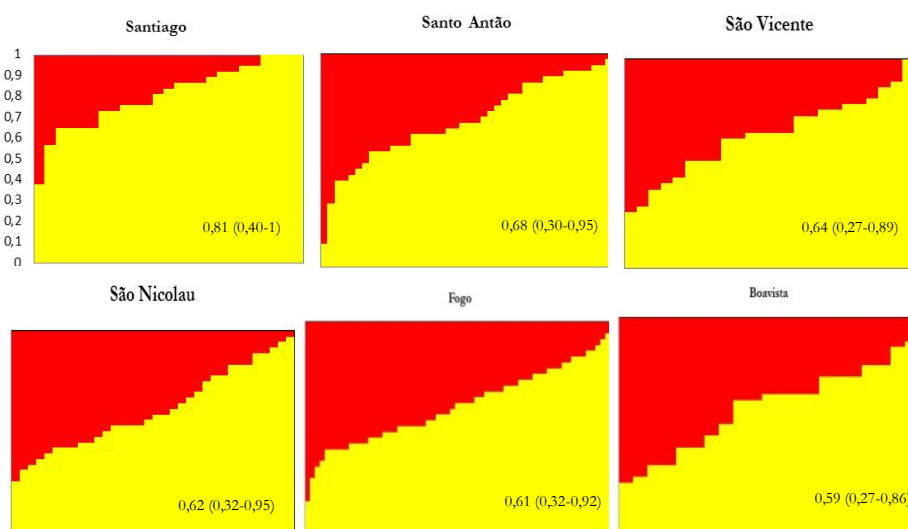 Santiago
Santo Antão
São Vicente
1
0,9
0,8
0,7
0,6
0,5
0,4
0,3
0,2
0,1
0
0,81 (0,40-1)
0,68 (0,30-0,95)
0,64 (0,27-0,89)
São Nicolau
Fogo
Boavista
0,62 (0,32-0,95)
0,61 (0,32-0,92)
0,59 (0,27-0,86)